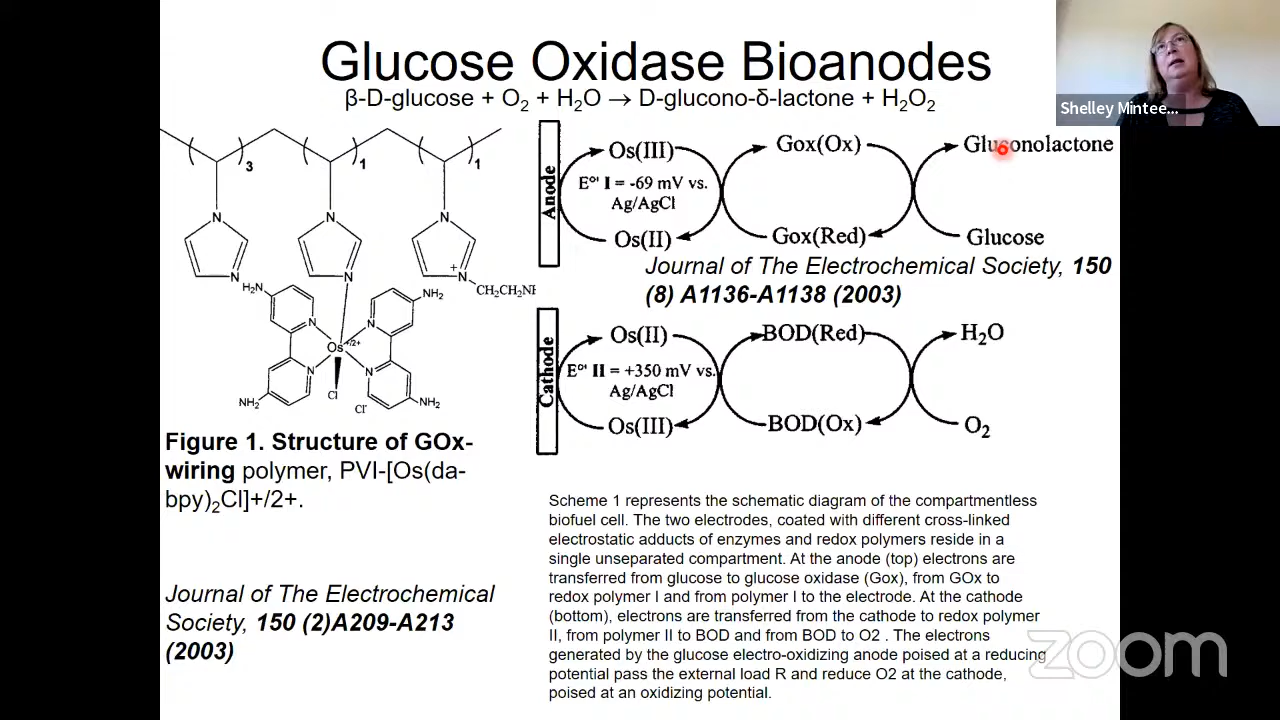 Glucose Oxidase Bioanodes
β-D-glucose + O₂ + H₂O → D-glucono-δ-lactone + H₂O₂
Shelley Mintee...
3
1
1
N
N
N
N
N
N
+
CH₂CH₂NH
H₂N
NH₂
N
N
Os
+/2+
N
N
NH₂
Cl
Cl⁻
NH₂
Figure 1. Structure of GOx-
wiring polymer, PVI-[Os(da-
bpy)₂Cl]+/2+.
Journal of The Electrochemical
Society, 150 (2)A209-A213
(2003)
Anode
Os(III)
E°' I = -69 mV vs.
Ag/AgCl
Os(II)
Gox(Ox)
Gox(Red)
Gluconolactone
Glucose
Journal of The Electrochemical Society, 150
(8) A1136-A1138 (2003)
Cathode
Os(II)
E°' II = +350 mV vs.
Ag/AgCl
Os(III)
BOD(Red)
BOD(Ox)
H₂O
O₂
Scheme 1 represents the schematic diagram of the compartmentless
biofuel cell. The two electrodes, coated with different cross-linked
electrostatic adducts of enzymes and redox polymers reside in a
single unseparated compartment. At the anode (top) electrons are
transferred from glucose to glucose oxidase (Gox), from GOx to
redox polymer I and from polymer I to the electrode. At the cathode
(bottom), electrons are transferred from the cathode to redox polymer
II, from polymer II to BOD and from BOD to O2 . The electrons
generated by the glucose electro-oxidizing anode poised at a reducing
potential pass the external load R and reduce O2 at the cathode,
poised at an oxidizing potential.
zoom